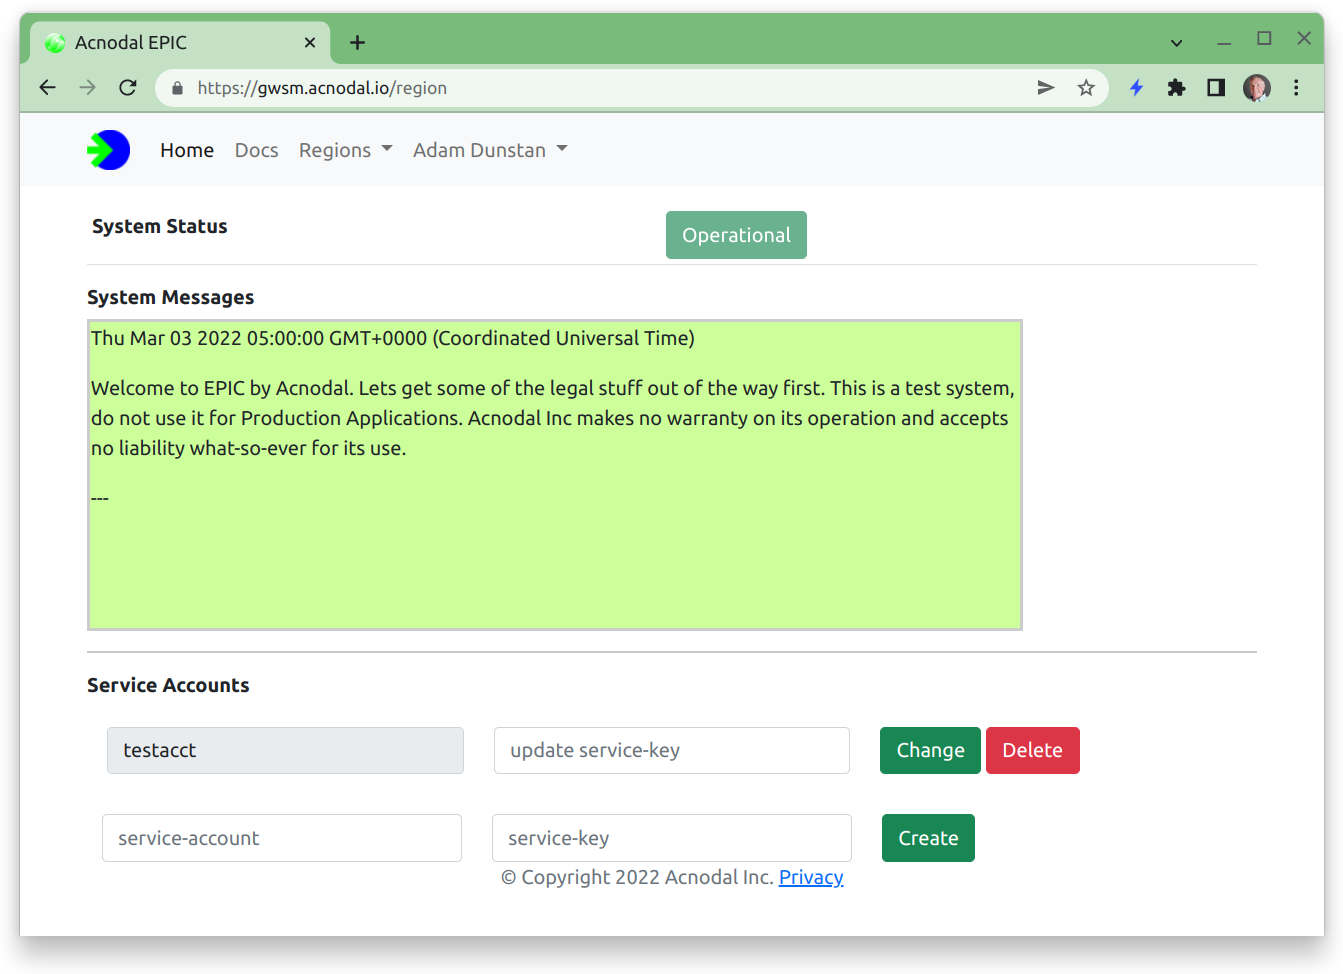 Acnodal EPIC
https://gwsm.acnodal.io/region
Home Docs Regions Adam Dunstan
System Status Operational
System Messages
Thu Mar 03 2022 05:00:00 GMT+0000 (Coordinated Universal Time)
Welcome to EPIC by Acnodal. Lets get some of the legal stuff out of the way first. This is a test system,
do not use it for Production Applications. Acnodal Inc makes no warranty on its operation and accepts
no liability what-so-ever for its use.
---
Service Accounts
testacct update service-key Change Delete
service-account service-key Create
© Copyright 2022 Acnodal Inc. Privacy